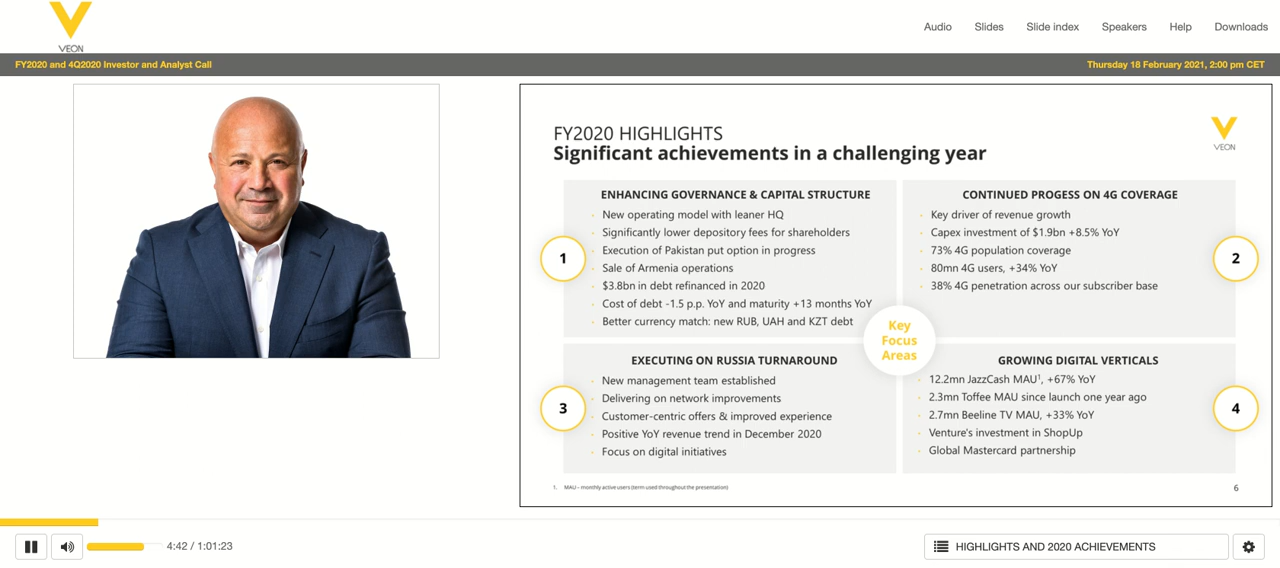 VEON
Audio Slides Slide index Speakers Help Downloads
FY2020 and 4Q2020 Investor and Analyst Call
Thursday 18 February 2021, 2:00 pm CET
FY2020 HIGHLIGHTS
Significant achievements in a challenging year
VEON
1
ENHANCING GOVERNANCE & CAPITAL STRUCTURE
· New operating model with leaner HQ
· Significantly lower depository fees for shareholders
· Execution of Pakistan put option in progress
· Sale of Armenia operations
· $3.8bn in debt refinanced in 2020
· Cost of debt -1.5 p.p. YoY and maturity +13 months YoY
· Better currency match: new RUB, UAH and KZT debt
2
CONTINUED PROGESS ON 4G COVERAGE
· Key driver of revenue growth
· Capex investment of $1.9bn +8.5% YoY
· 73% 4G population coverage
· 80mn 4G users, +34% YoY
· 38% 4G penetration across our subscriber base
Key
Focus
Areas
3
EXECUTING ON RUSSIA TURNAROUND
· New management team established
· Delivering on network improvements
· Customer-centric offers & improved experience
· Positive YoY revenue trend in December 2020
· Focus on digital initiatives
4
GROWING DIGITAL VERTICALS
· 12.2mn JazzCash MAU¹, +67% YoY
· 2.3mn Toffee MAU since launch one year ago
· 2.7mn Beeline TV MAU, +33% YoY
· Venture's investment in ShopUp
· Global Mastercard partnership
1. MAU – monthly active users (term used throughout the presentation)
6
4:42 / 1:01:23
HIGHLIGHTS AND 2020 ACHIEVEMENTS